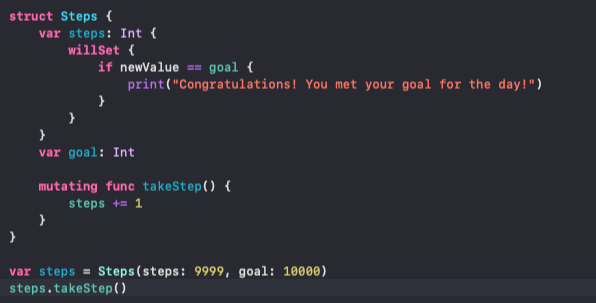 struct Steps {
    var steps: Int {
        willSet {
            if newValue == goal {
                print("Congratulations! You met your goal for the day!")
            }
        }
    }
    var goal: Int

    mutating func takeStep() {
        steps += 1
    }
}

var steps = Steps(steps: 9999, goal: 10000)
steps.takeStep()